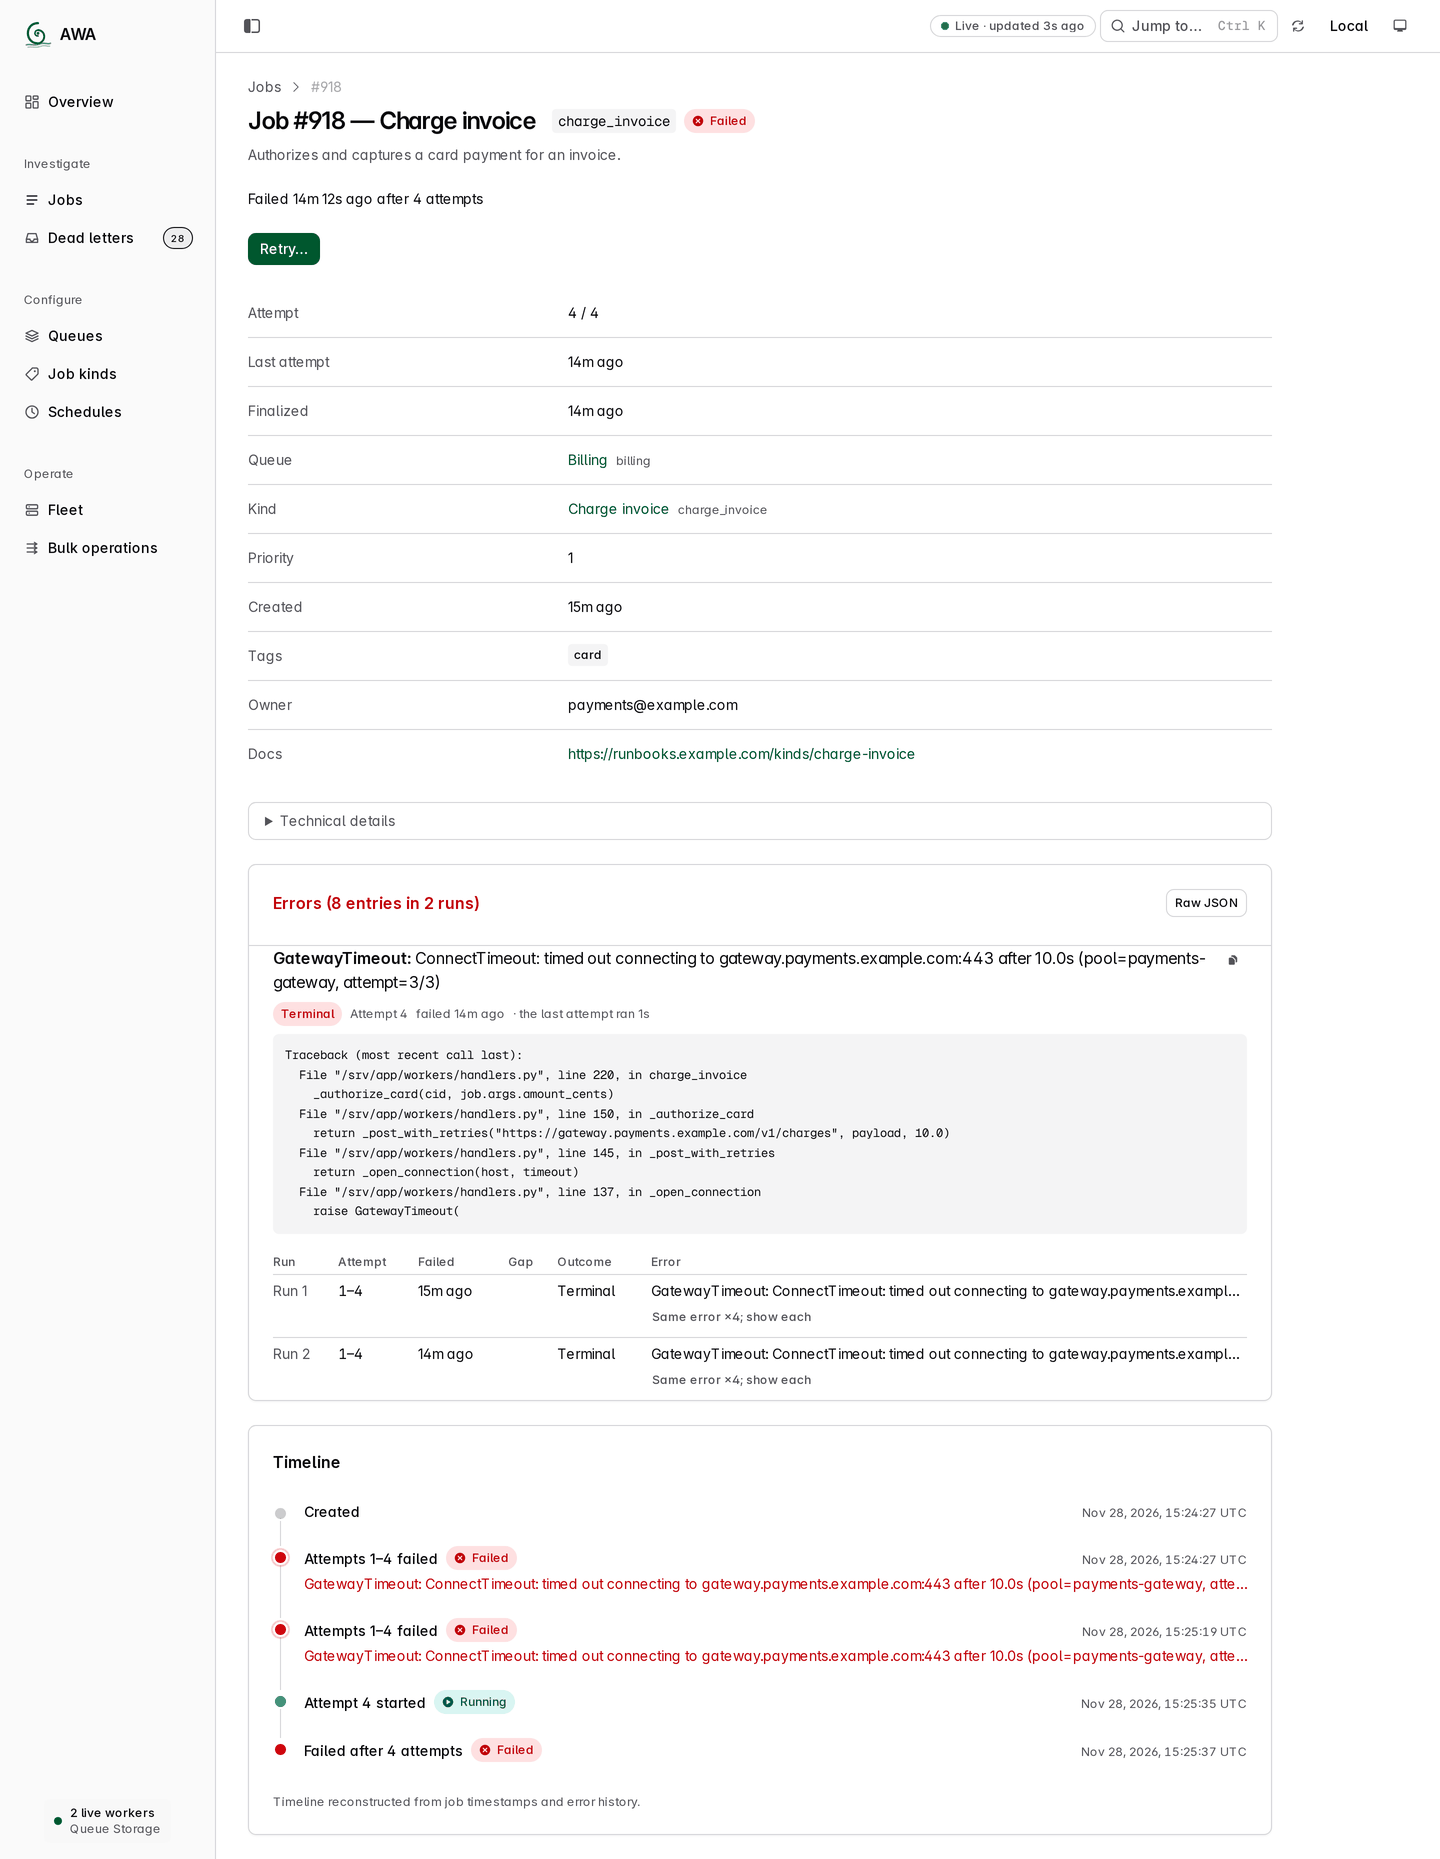 AWA
Live · updated 3s ago
Jump to...
Ctrl K
Local
Overview
Investigate
Jobs
Dead letters
28
Configure
Queues
Job kinds
Schedules
Operate
Fleet
Bulk operations
2 live workers
Queue Storage
Jobs
#918
Job #918 — Charge invoice
charge_invoice
Failed
Authorizes and captures a card payment for an invoice.
Failed 14m 12s ago after 4 attempts
Retry...
Attempt
4 / 4
Last attempt
14m ago
Finalized
14m ago
Queue
Billing billing
Kind
Charge invoice charge_invoice
Priority
1
Created
15m ago
Tags
card
Owner
payments@example.com
Docs
https://runbooks.example.com/kinds/charge-invoice
Technical details
Errors (8 entries in 2 runs)
Raw JSON
GatewayTimeout: ConnectTimeout: timed out connecting to gateway.payments.example.com:443 after 10.0s (pool=payments-
gateway, attempt=3/3)
Terminal Attempt 4 failed 14m ago · the last attempt ran 1s
Traceback (most recent call last):
File "/srv/app/workers/handlers.py", line 220, in charge_invoice
_authorize_card(cid, job.args.amount_cents)
File "/srv/app/workers/handlers.py", line 150, in _authorize_card
return _post_with_retries("https://gateway.payments.example.com/v1/charges", payload, 10.0)
File "/srv/app/workers/handlers.py", line 145, in _post_with_retries
return _open_connection(host, timeout)
File "/srv/app/workers/handlers.py", line 137, in _open_connection
raise GatewayTimeout(
Run Attempt Failed Gap Outcome Error
Run 1 1–4 15m ago Terminal GatewayTimeout: ConnectTimeout: timed out connecting to gateway.payments.exampl...
Same error ×4; show each
Run 2 1–4 14m ago Terminal GatewayTimeout: ConnectTimeout: timed out connecting to gateway.payments.exampl...
Same error ×4; show each
Timeline
Created Nov 28, 2026, 15:24:27 UTC
Attempts 1–4 failed Failed Nov 28, 2026, 15:24:27 UTC
GatewayTimeout: ConnectTimeout: timed out connecting to gateway.payments.example.com:443 after 10.0s (pool=payments-gateway, atte...
Attempts 1–4 failed Failed Nov 28, 2026, 15:25:19 UTC
GatewayTimeout: ConnectTimeout: timed out connecting to gateway.payments.example.com:443 after 10.0s (pool=payments-gateway, atte...
Attempt 4 started Running Nov 28, 2026, 15:25:35 UTC
Failed after 4 attempts Failed Nov 28, 2026, 15:25:37 UTC
Timeline reconstructed from job timestamps and error history.